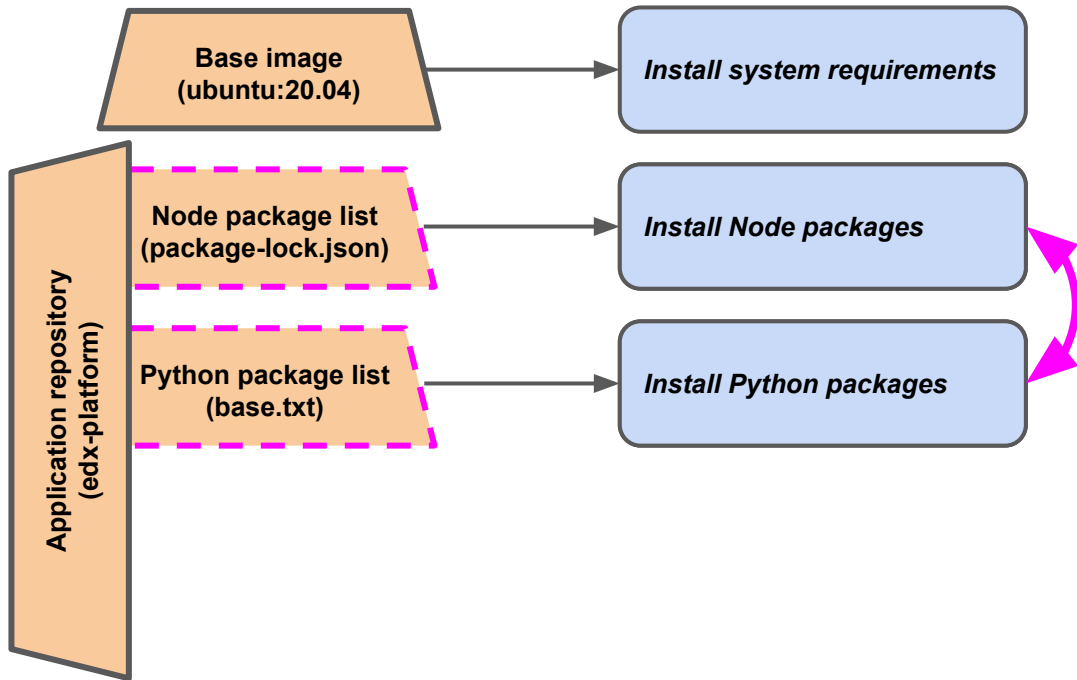 Base image
(ubuntu:20.04)
Install system requirements
Node package list
(package-lock.json)
Install Node packages
Python package list
(base.txt)
Install Python packages
Application repository
(edx-platform)